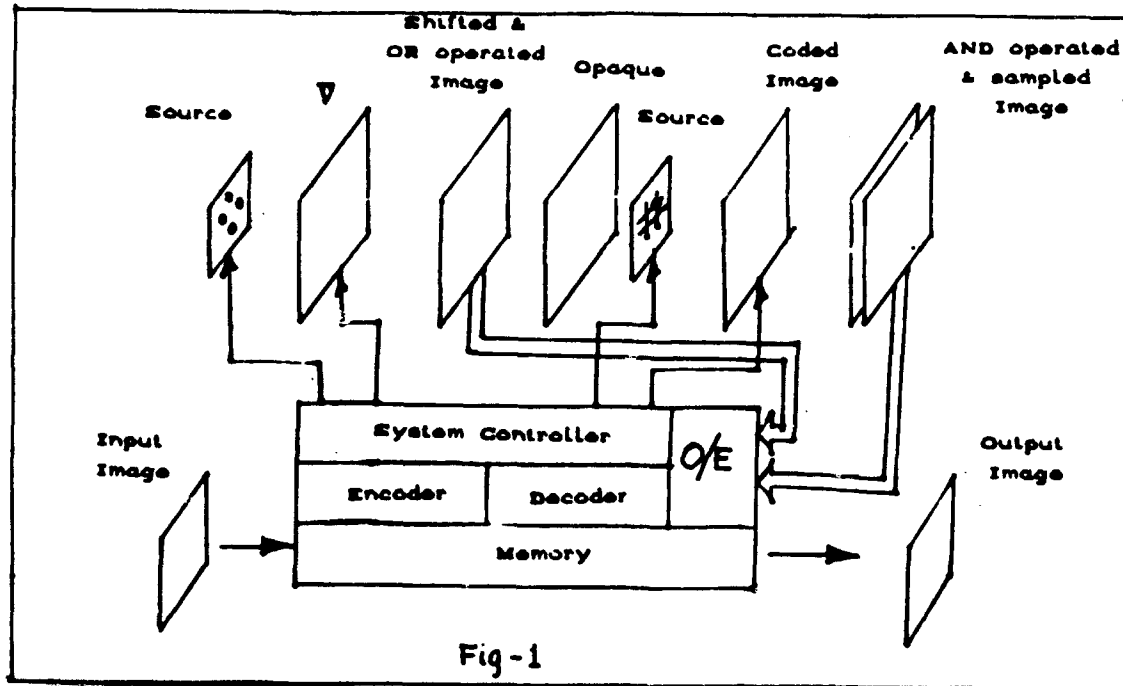 Shifted &
OR operated
Image
Opaque
Coded
Image
AND operated
& sampled
Image
Source
∇
Source
System Controller
O/E
Encoder
Decoder
Memory
Input
Image
Output
Image
Fig-1